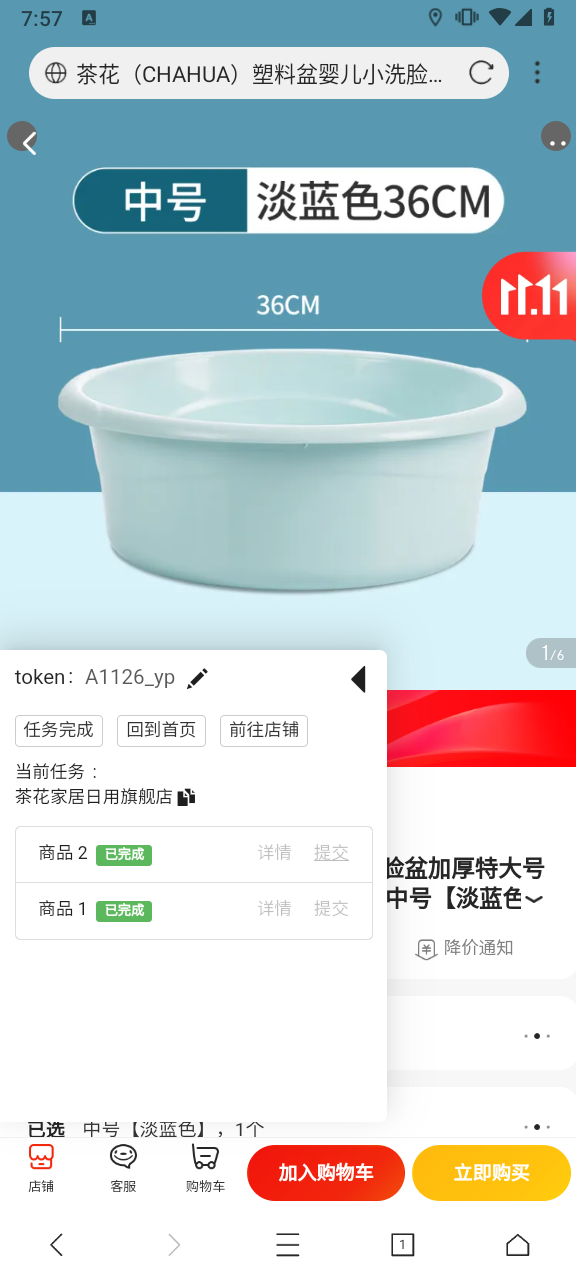 7:57
A
茶花（CHAHUA）塑料盆婴儿小洗脸...
中号 淡蓝色36CM
36CM
11.11
1/6
token： A1126_yp
任务完成 回到首页 前往店铺
当前任务：
茶花家居日用旗舰店
商品 2 已完成 详情 提交
商品 1 已完成 详情 提交
脸盆加厚特大号
中号【淡蓝色
降价通知
已选 中号【淡蓝色】，1个
店铺 客服 购物车 加入购物车 立即购买
1